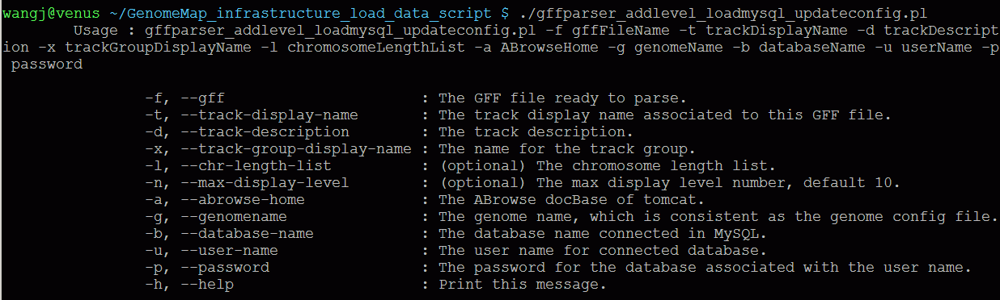 wangj@venus ~/GenomeMap_infrastructure_load_data_script $ ./gffparser_addlevel_loadmysql_updateconfig.pl
Usage : gffparser_addlevel_loadmysql_updateconfig.pl -f gffFileName -t trackDisplayName -d trackDescript
ion -x trackGroupDisplayName -l chromosomeLengthList -a ABrowseHome -g genomeName -b databaseName -u userName -p
password
-f, --gff : The GFF file ready to parse.
-t, --track-display-name : The track display name associated to this GFF file.
-d, --track-description : The track description.
-x, --track-group-display-name : The name for the track group.
-l, --chr-length-list : (optional) The chromosome length list.
-n, --max-display-level : (optional) The max display level number, default 10.
-a, --abrowse-home : The ABrowse docBase of tomcat.
-g, --genomename : The genome name, which is consistent as the genome config file.
-b, --database-name : The database name connected in MySQL.
-u, --user-name : The user name for connected database.
-p, --password : The password for the database associated with the user name.
-h, --help : Print this message.